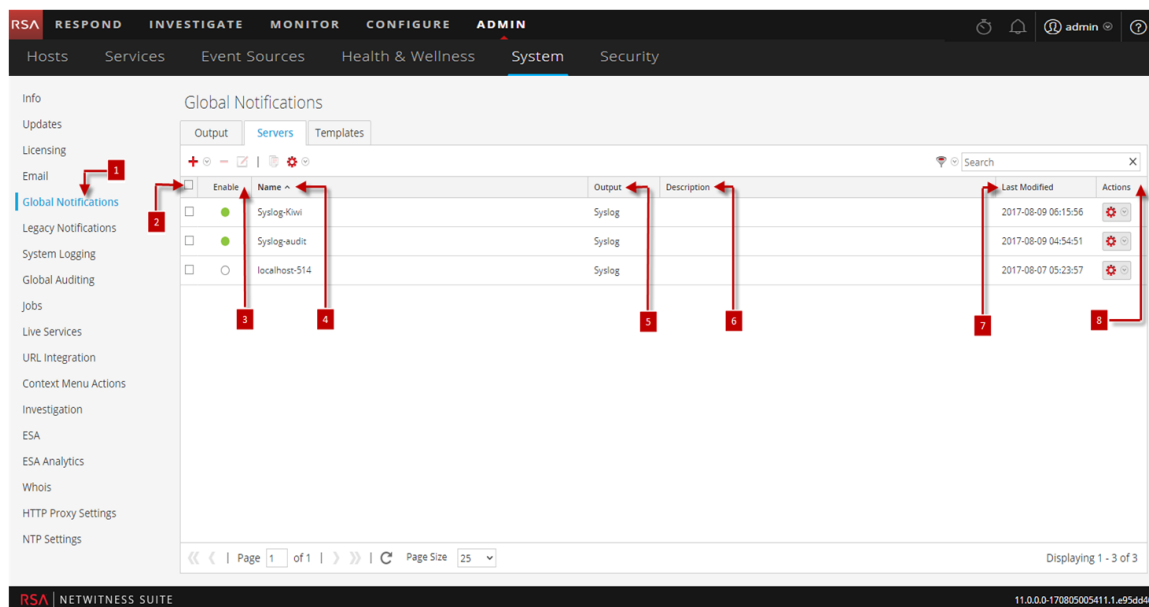 RSA RESPOND INVESTIGATE MONITOR CONFIGURE ADMIN admin ?
Hosts Services Event Sources Health & Wellness System Security
Info
Updates
Licensing
Email
Global Notifications
Legacy Notifications
System Logging
Global Auditing
Jobs
Live Services
URL Integration
Context Menu Actions
Investigation
ESA
ESA Analytics
Whois
HTTP Proxy Settings
NTP Settings
1
2
Global Notifications
Output Servers Templates
Search X
Enable Name Output Description Last Modified Actions
Syslog-Kiwi Syslog 2017-08-09 06:15:56
Syslog-audit Syslog 2017-08-09 04:54:51
localhost-514 Syslog 2017-08-07 05:23:57
3 4 5 6 7 8
Page 1 of 1 Page Size 25 Displaying 1 - 3 of 3
RSA NETWITNESS SUITE 11.0.0.0-170805005411.1.e95dd4